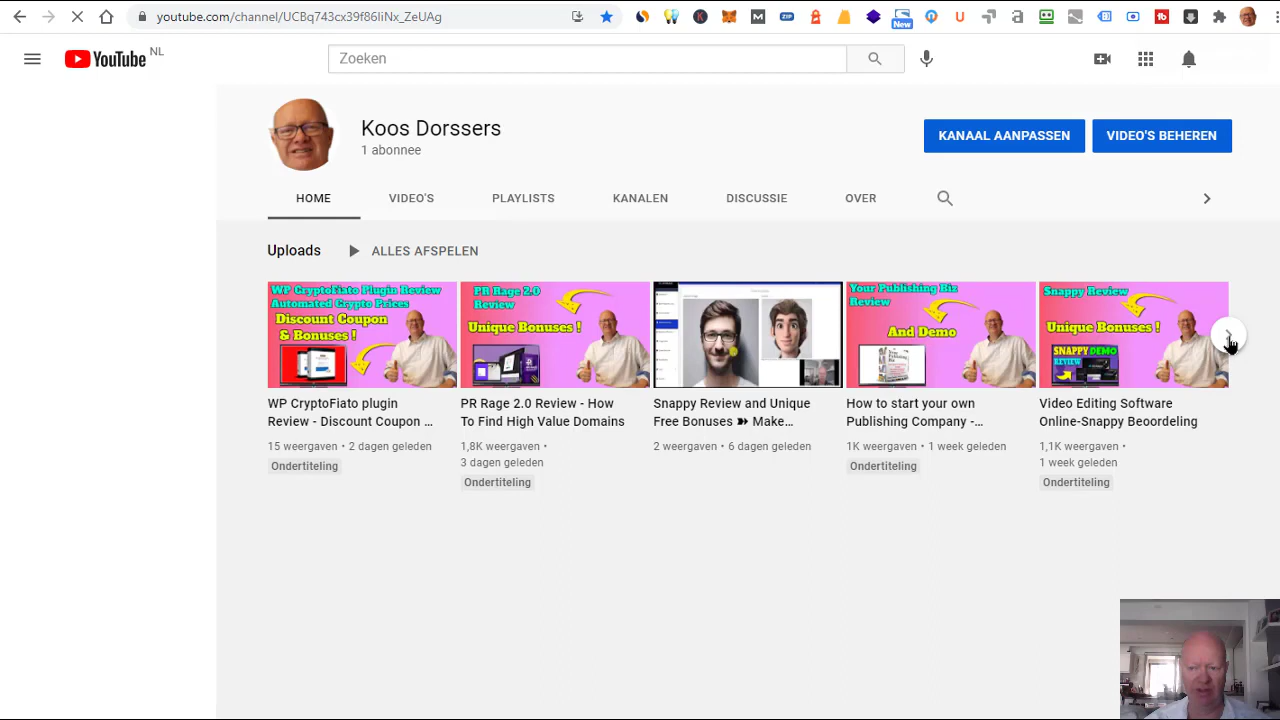 youtube.com/channel/UCBq743cx39f86liNx_ZeUAg
New
YouTube NL
Zoeken
Koos Dorssers
1 abonnee
KANAAL AANPASSEN
VIDEO'S BEHEREN
HOME
VIDEO'S
PLAYLISTS
KANALEN
DISCUSSIE
OVER
Uploads
ALLES AFSPELEN
WP CryptoFiato Plugin Review
Automated Crypto Prices
Discount Coupon
& Bonuses !
PR Rage 2.0
Review
Unique Bonuses !
Your Publishing Biz
Review
And Demo
Snappy Review
Unique Bonuses !
SNAPPY DEMO
REVIEW
WP CryptoFiato plugin
Review - Discount Coupon ...
15 weergaven • 2 dagen geleden
Ondertiteling
PR Rage 2.0 Review - How
To Find High Value Domains
1,8K weergaven •
3 dagen geleden
Ondertiteling
Snappy Review and Unique
Free Bonuses ➽ Make...
2 weergaven • 6 dagen geleden
How to start your own
Publishing Company -...
1K weergaven • 1 week geleden
Ondertiteling
Video Editing Software
Online-Snappy Beoordeling
1,1K weergaven •
1 week geleden
Ondertiteling